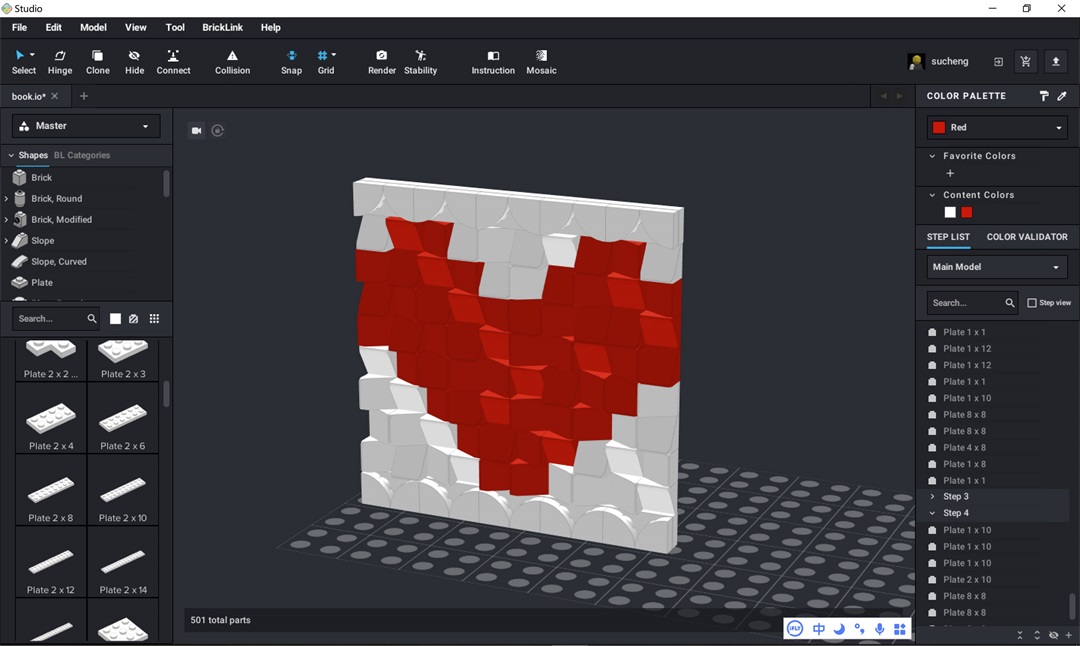 Studio
File Edit Model View Tool BrickLink Help
Select Hinge Clone Hide Connect Collision Snap Grid Render Stability Instruction Mosaic
sucheng
book.io*
COLOR PALETTE
Master
Red
Shapes BL Categories
Favorite Colors
Brick
Brick, Round
Content Colors
Brick, Modified
Slope
STEP LIST COLOR VALIDATOR
Slope, Curved
Main Model
Plate
Search...
Step view
Search...
Plate 1 x 1
Plate 1 x 12
Plate 1 x 12
Plate 2 x 2 ...
Plate 2 x 3
Plate 1 x 1
Plate 1 x 10
Plate 8 x 8
Plate 8 x 8
Plate 2 x 4
Plate 2 x 6
Plate 4 x 8
Plate 1 x 8
Plate 1 x 1
Step 3
Step 4
Plate 2 x 8
Plate 2 x 10
Plate 1 x 10
Plate 1 x 10
Plate 1 x 10
Plate 2 x 10
Plate 2 x 12
Plate 2 x 14
Plate 8 x 8
Plate 8 x 8
501 total parts
iFLY 中